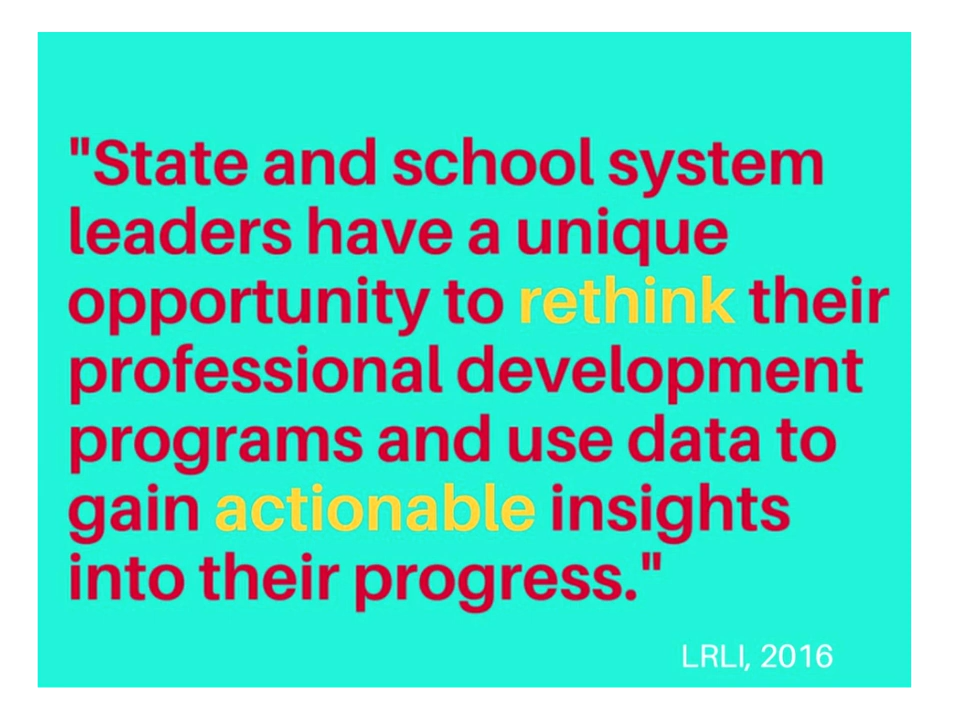 "State and school system
leaders have a unique
opportunity to rethink their
professional development
programs and use data to
gain actionable insights
into their progress."
LRLI, 2016